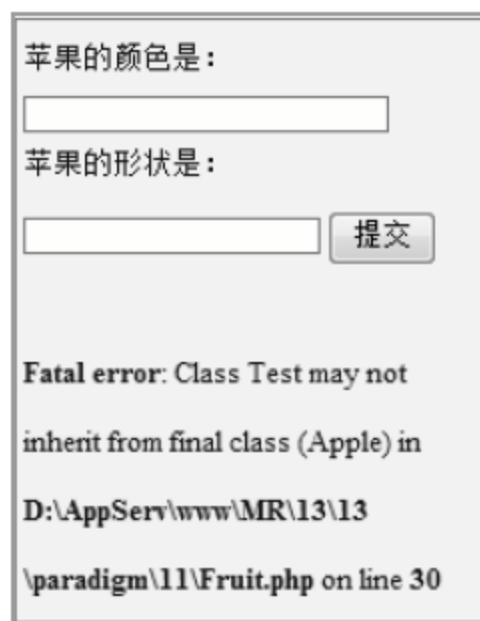 苹果的颜色是：
苹果的形状是：
提交
Fatal error: Class Test may not
inherit from final class (Apple) in
D:\AppServ\www\MR\13\13
\paradigm\11\Fruit.php on line 30